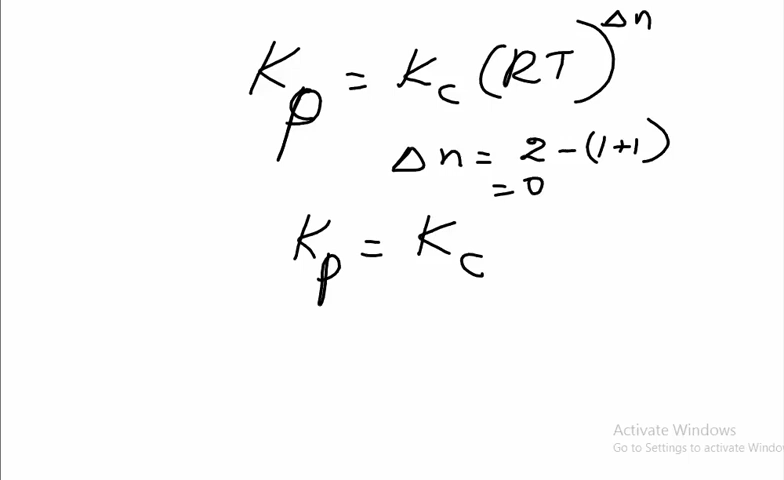 Kp = Kc (RT)^Δn
Δn = 2 - (1+1)
= 0
Kp = Kc
Activate Windows
Go to Settings to activate Windo